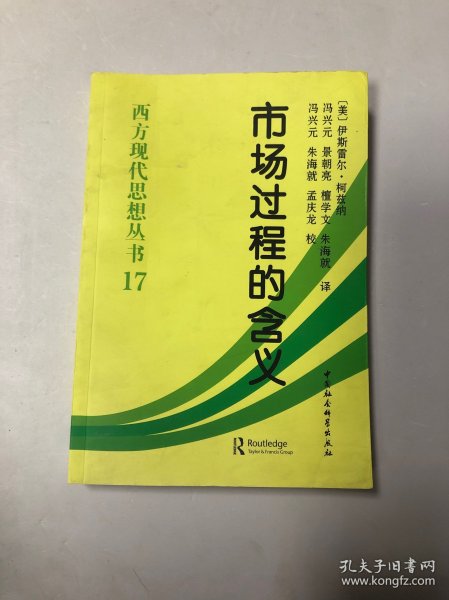 〔美〕伊斯雷尔·柯兹纳
冯兴元 景朝亮 檀学文 朱海就 译
冯兴元 朱海就 孟庆龙 校
市场过程的含义
西方现代思想丛书17
中国社会科学出版社
R Routledge
Taylor & Francis Group
孔夫子旧书网
www.kongfz.com